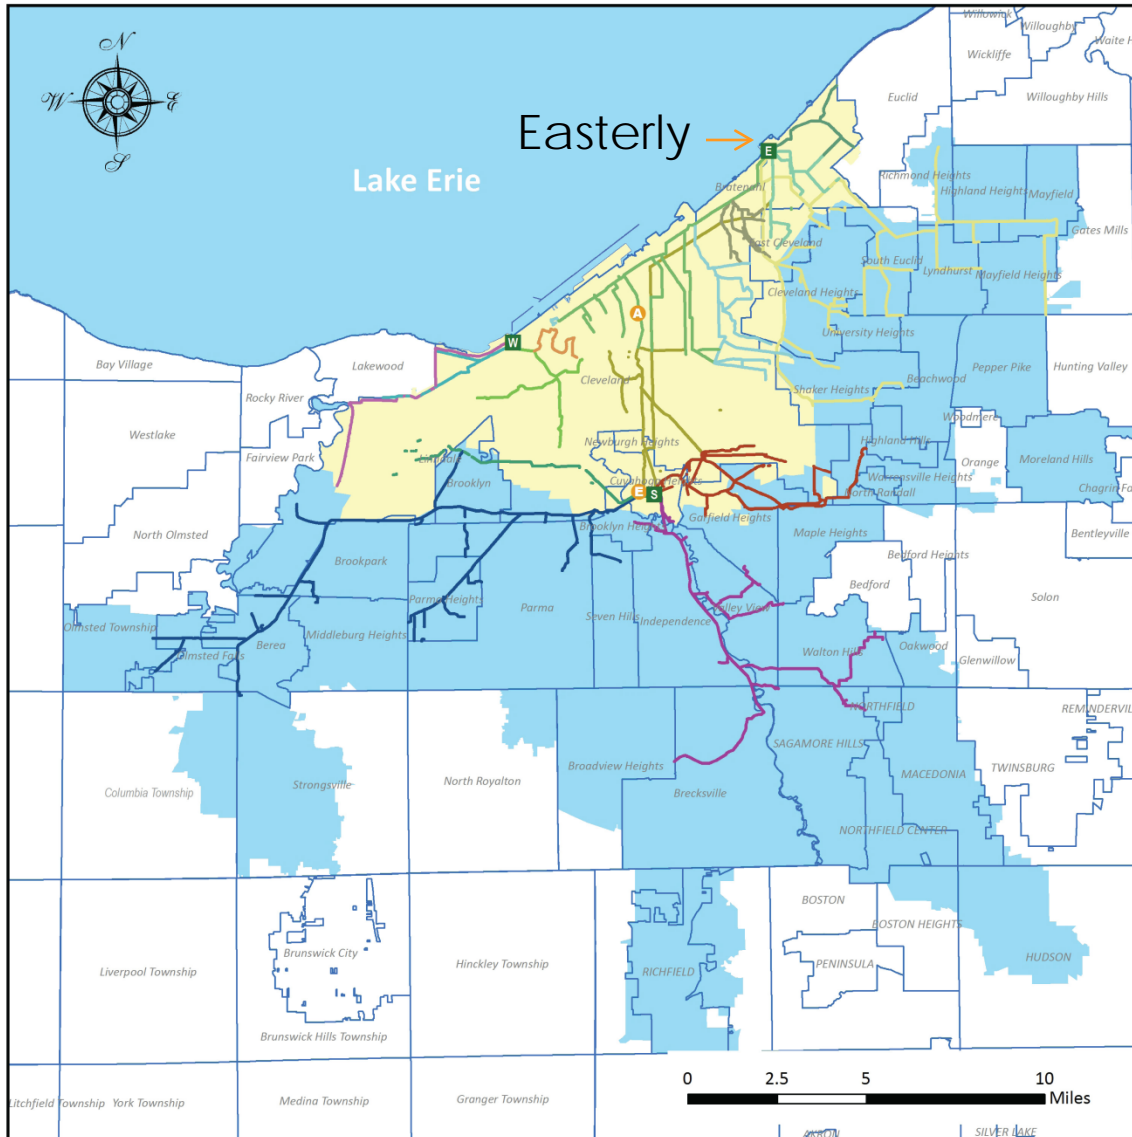 N
W
E
S
Willowick
Willoughby
Wickliffe
Euclid
Willoughby Hills
Easterly
E
Lake Erie
Richmond Heights
Bratenahl
Highland Heights
Mayfield
East Cleveland
Gates Mills
South Euclid
Lyndhurst
Mayfield Heights
Cleveland Heights
A
University Heights
W
Bay Village
Lakewood
Cleveland
Shaker Heights
Beachwood
Pepper Pike
Hunting Valley
Rocky River
Woodmere
Westlake
Fairview Park
Newburgh Heights
Highland Hills
Orange
Moreland Hills
Linndale
Brooklyn
Cuyahoga Heights
Warrensville Heights
North Randall
E
S
Garfield Heights
Brooklyn Heights
North Olmsted
Maple Heights
Bentleyville
Brookpark
Bedford Heights
Bedford
Solon
Parma Heights
Parma
Seven Hills
Independence
Valley View
Olmsted Township
Middleburg Heights
Berea
Olmsted Falls
Walton Hills
Oakwood
Glenwillow
NORTHFIELD
SAGAMORE HILLS
Broadview Heights
North Royalton
Strongsville
Columbia Township
Brecksville
MACEDONIA
TWINSBURG
NORTHFIELD CENTER
BOSTON
BOSTON HEIGHTS
Brunswick City
Liverpool Township
Hinckley Township
RICHFIELD
PENINSULA
HUDSON
Brunswick Hills Township
0 2.5 5 10
Miles
Litchfield Township
York Township
Medina Township
Granger Township
AKRON
SILVER LAKE